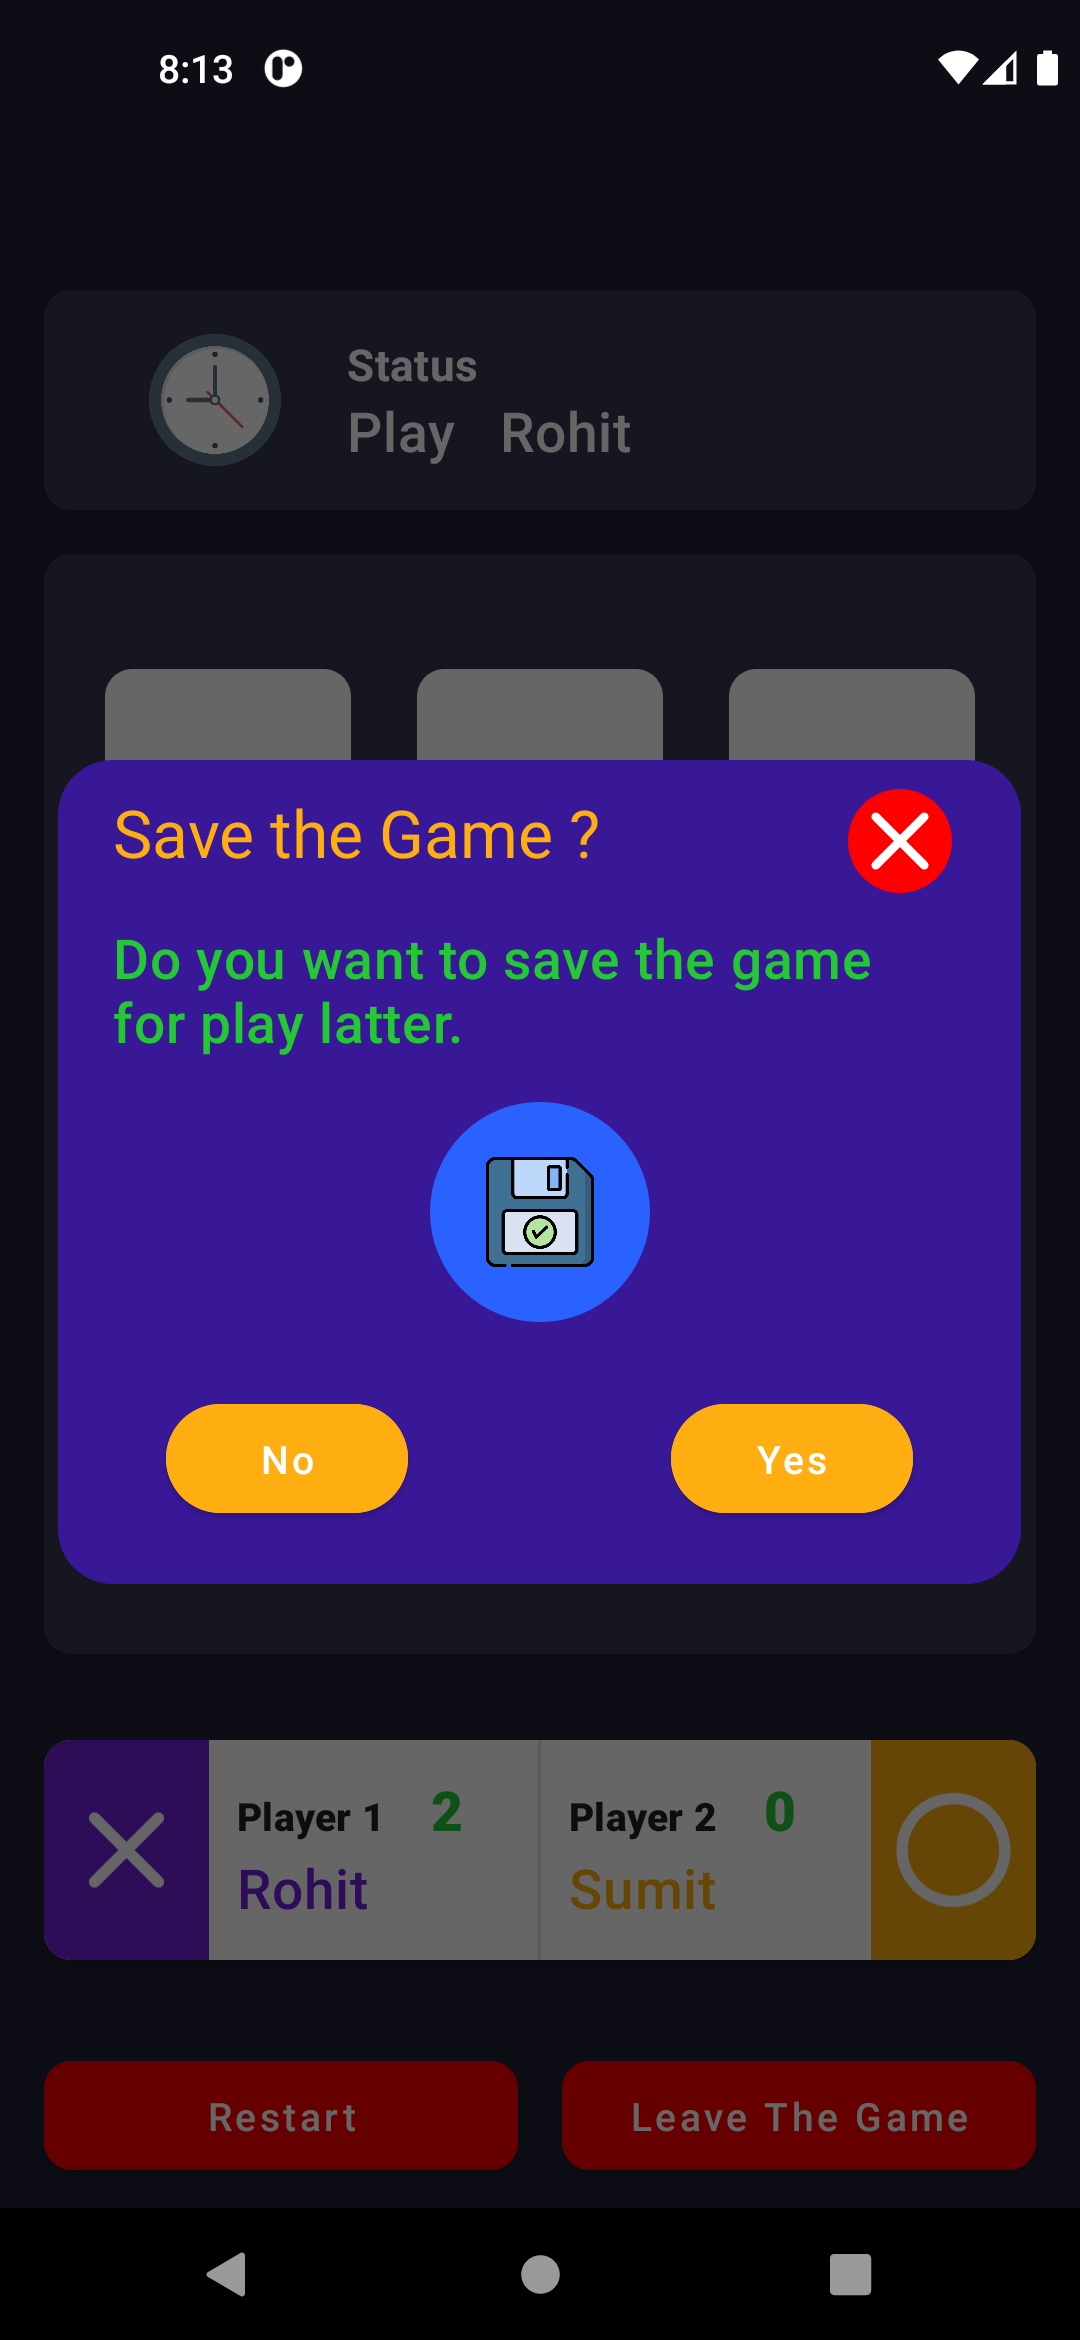 8:13
Status
Play Rohit
Save the Game ?
Do you want to save the game
for play latter.
No Yes
Player 1 2 Player 2 0
Rohit Sumit
Restart Leave The Game